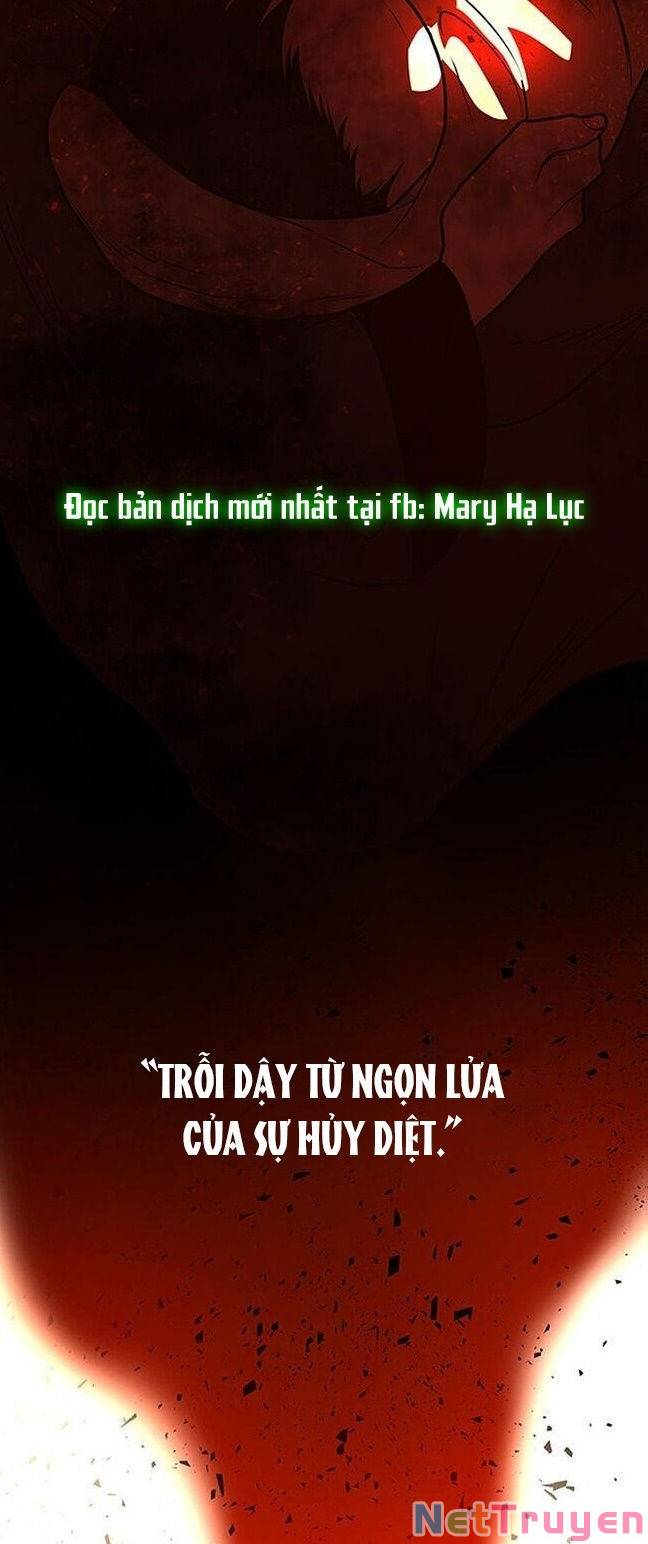 Đọc bản dịch mới nhất tại fb: Mary Hạ Lục
“TRỖI DẬY TỪ NGỌN LỬA
CỦA SỰ HỦY DIỆT.”
NetTruyen